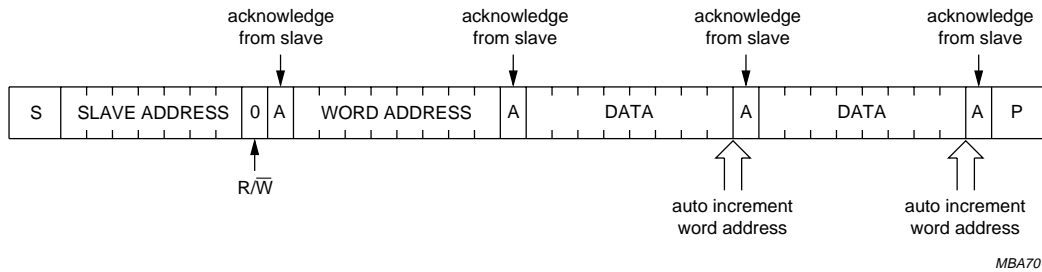 acknowledge acknowledge acknowledge acknowledge
from slave from slave from slave from slave
S SLAVE ADDRESS 0 A WORD ADDRESS A DATA A DATA A P
R/W̅
auto increment auto increment
word address word address
MBA70